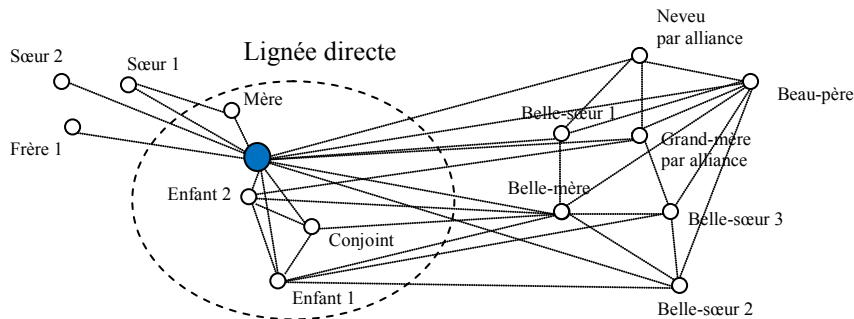 Neveu
par alliance
Sœur 2
Sœur 1
Lignée directe
Beau-père
Mère
Belle-sœur 1
Frère 1
Grand-mère
par alliance
Enfant 2
Belle-mère
Belle-sœur 3
Conjoint
Enfant 1
Belle-sœur 2